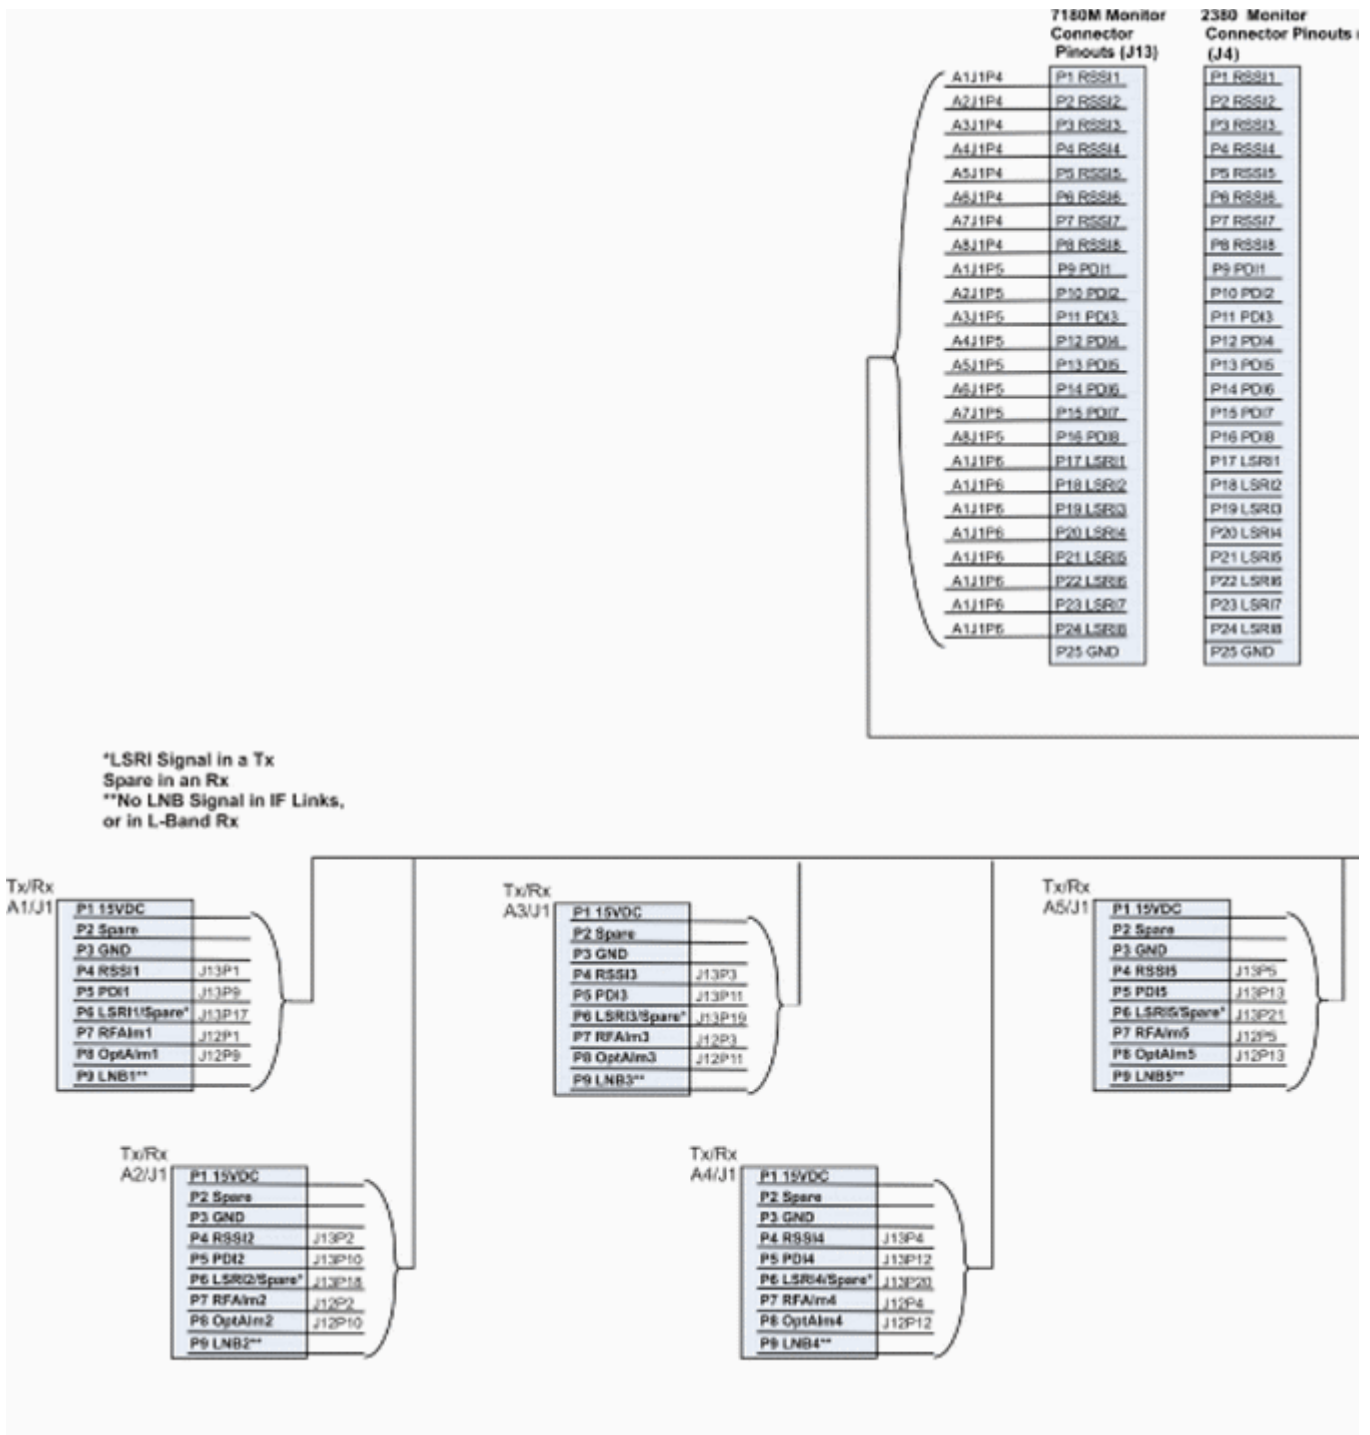 7180M Monitor
Connector
Pinouts (J13)
2380 Monitor
Connector Pinouts
(J4)
A1J1P4 P1 RSSI1 P1 RSSI1
A2J1P4 P2 RSSI2 P2 RSSI2
A3J1P4 P3 RSSI3 P3 RSSI3
A4J1P4 P4 RSSI4 P4 RSSI4
A5J1P4 P5 RSSI5 P5 RSSI5
A6J1P4 P6 RSSI6 P6 RSSI6
A7J1P4 P7 RSSI7 P7 RSSI7
A8J1P4 P8 RSSI8 P8 RSSI8
A1J1P5 P9 PDI1 P9 PDI1
A2J1P5 P10 PDI2 P10 PDI2
A3J1P5 P11 PDI3 P11 PDI3
A4J1P5 P12 PDI4 P12 PDI4
A5J1P5 P13 PDI5 P13 PDI5
A6J1P5 P14 PDI6 P14 PDI6
A7J1P5 P15 PDI7 P15 PDI7
A8J1P5 P16 PDI8 P16 PDI8
A1J1P6 P17 LSRI1 P17 LSRI1
A1J1P6 P18 LSRI2 P18 LSRI2
A1J1P6 P19 LSRI3 P19 LSRI3
A1J1P6 P20 LSRI4 P20 LSRI4
A1J1P6 P21 LSRI5 P21 LSRI5
A1J1P6 P22 LSRI6 P22 LSRI6
A1J1P6 P23 LSRI7 P23 LSRI7
A1J1P6 P24 LSRI8 P24 LSRI8
P25 GND P25 GND
*LSRI Signal in a Tx
Spare in an Rx
**No LNB Signal in IF Links,
or in L-Band Rx
Tx/Rx
A1/J1
P1 15VDC
P2 Spare
P3 GND
P4 RSSI1 J13P1
P5 PDI1 J13P9
P6 LSRI1/Spare* J13P17
P7 RFAlm1 J12P1
P8 OptAlm1 J12P9
P9 LNB1**
Tx/Rx
A3/J1
P1 15VDC
P2 Spare
P3 GND
P4 RSSI3 J13P3
P5 PDI3 J13P11
P6 LSRI3/Spare* J13P19
P7 RFAlm3 J12P3
P8 OptAlm3 J12P11
P9 LNB3**
Tx/Rx
A5/J1
P1 15VDC
P2 Spare
P3 GND
P4 RSSI5 J13P5
P5 PDI5 J13P13
P6 LSRI5/Spare* J13P21
P7 RFAlm5 J12P5
P8 OptAlm5 J12P13
P9 LNB5**
Tx/Rx
A2/J1
P1 15VDC
P2 Spare
P3 GND
P4 RSSI2 J13P2
P5 PDI2 J13P10
P6 LSRI2/Spare* J13P18
P7 RFAlm2 J12P2
P8 OptAlm2 J12P10
P9 LNB2**
Tx/Rx
A4/J1
P1 15VDC
P2 Spare
P3 GND
P4 RSSI4 J13P4
P5 PDI4 J13P12
P6 LSRI4/Spare* J13P20
P7 RFAlm4 J12P4
P8 OptAlm4 J12P12
P9 LNB4**